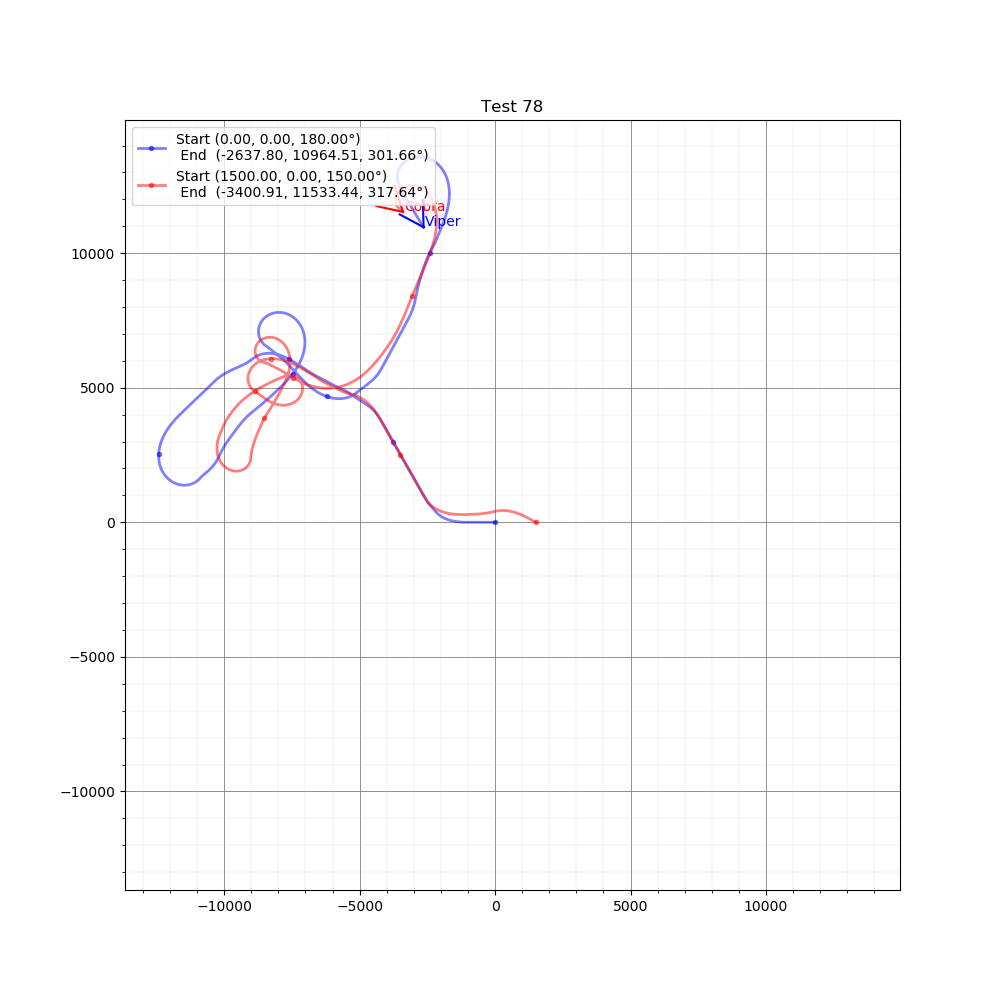 Test 78
Start (0.00, 0.00, 180.00°)
End (-2637.80, 10964.51, 301.66°)
Start (1500.00, 0.00, 150.00°)
End (-3400.91, 11533.44, 317.64°)
Cobra
Viper
10000
5000
0
−5000
−10000
−10000
−5000
0
5000
10000